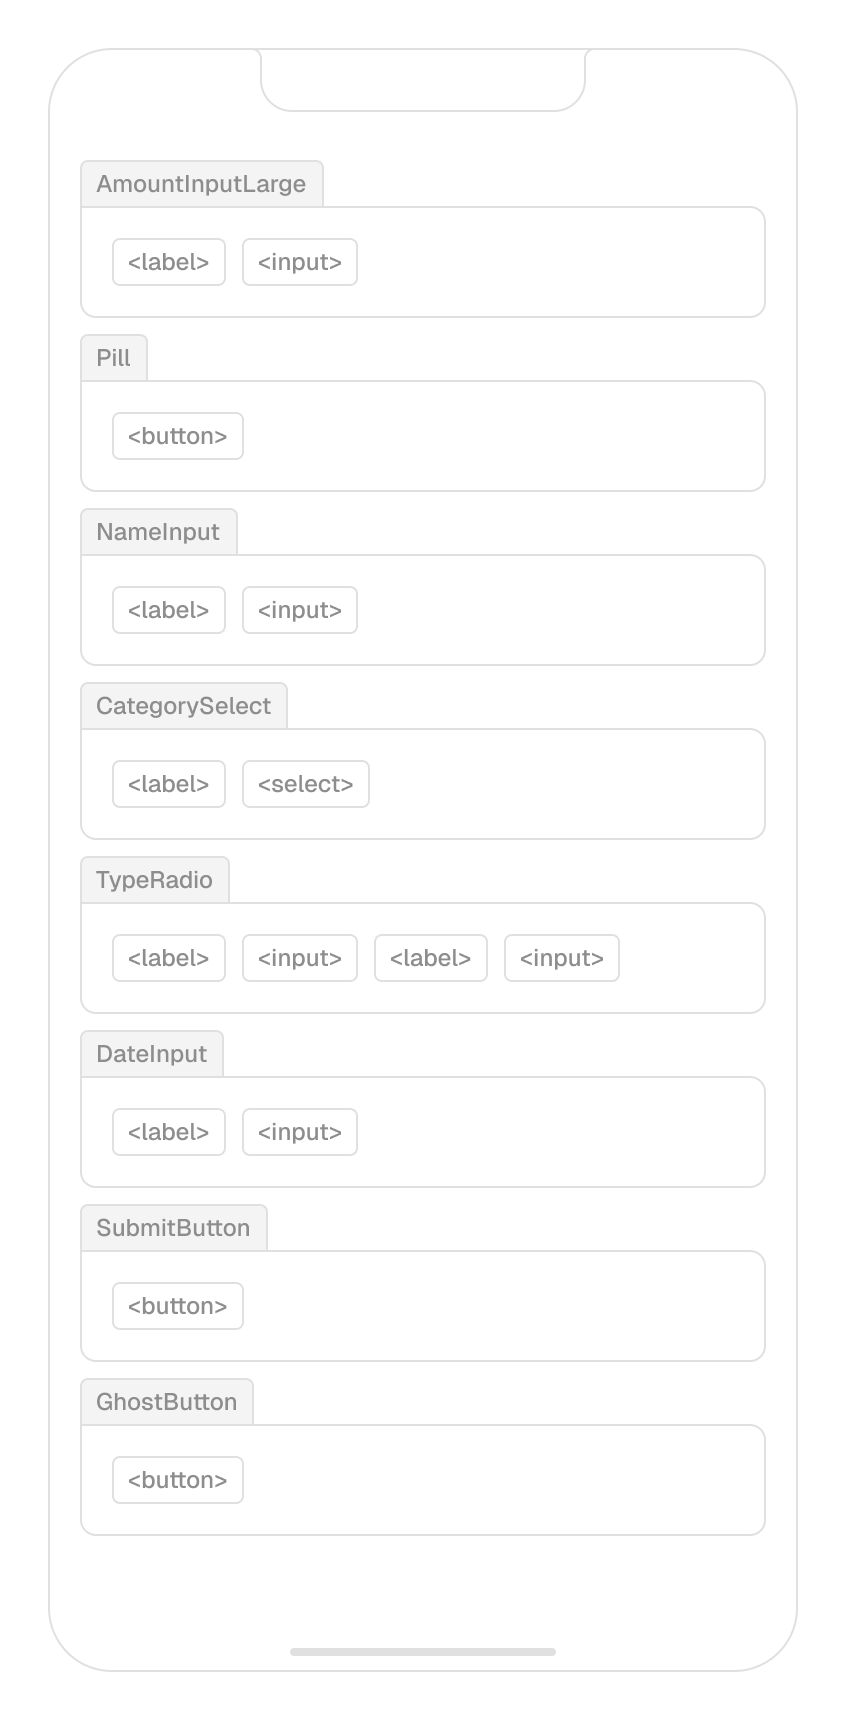 AmountInputLarge
<label> <input>
Pill
<button>
NameInput
<label> <input>
CategorySelect
<label> <select>
TypeRadio
<label> <input> <label> <input>
DateInput
<label> <input>
SubmitButton
<button>
GhostButton
<button>